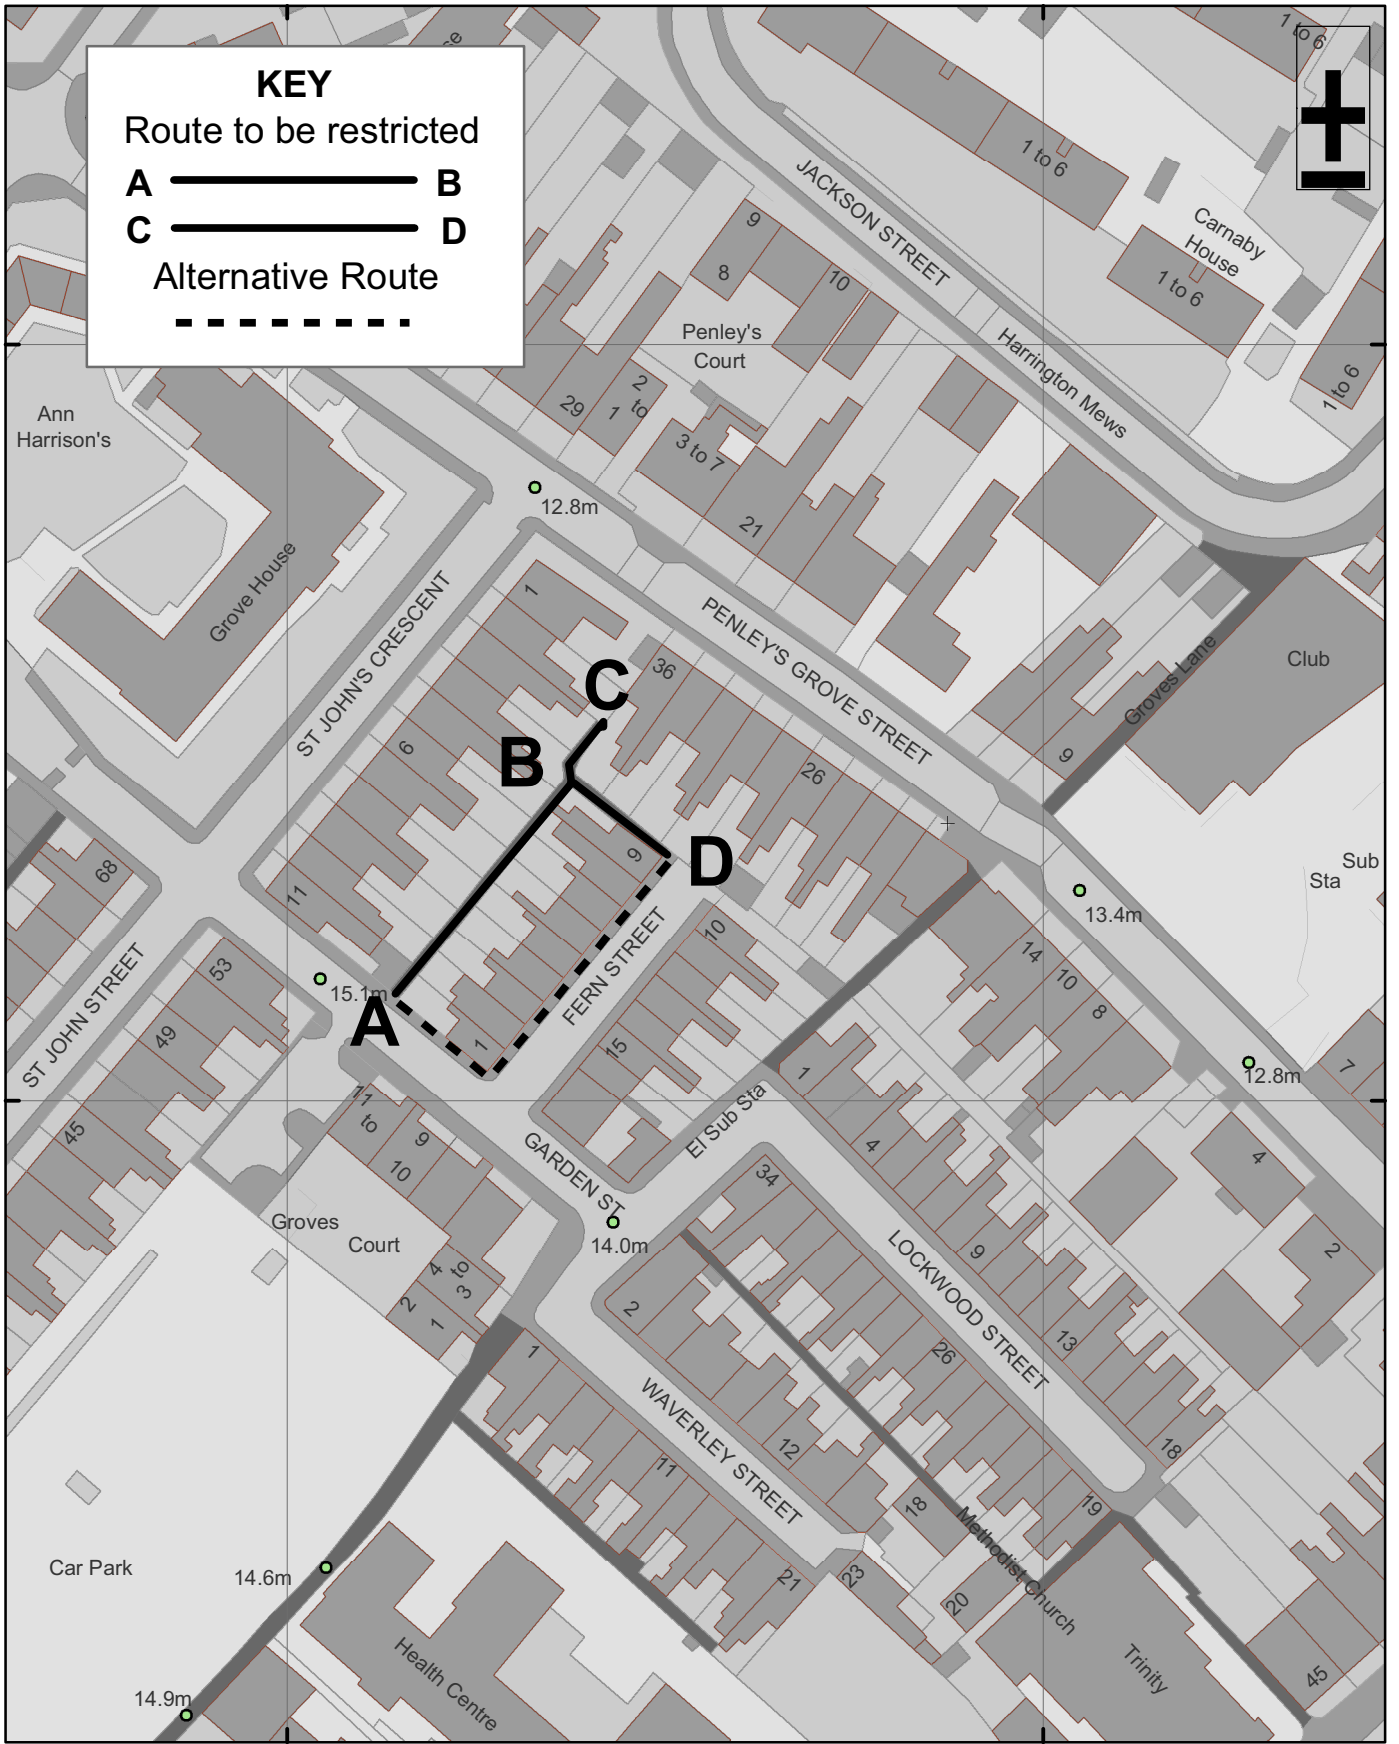 KEY
Route to be restricted
A B
C D
Alternative Route
se
1 to 6
1 to 6
JACKSON STREET
Carnaby
House
1 to 6
9
8
10
Penley's
Court
Harrington Mews
1 to 6
Ann
Harrison's
2
to
1
29
3 to 7
21
12.8m
Grove House
ST JOHN'S CRESCENT
1
PENLEY'S GROVE STREET
36
Groves Lane
Club
C
6
B
26
9
D
9
68
11
Sub
Sta
13.4m
10
FERN STREET
14
10
8
53
15.1m
A
ST JOHN STREET
49
1
15
1
12.8m
7
El Sub Sta
11
to
9
10
45
GARDEN ST
4
4
34
Groves
Court
14.0m
LOCKWOOD STREET
9
2
4
to
3
2
1
2
13
1
26
WAVERLEY STREET
12
18
11
18
19
Methodist Church
Car Park
14.6m
21
23
20
Health Centre
Trinity
45
14.9m